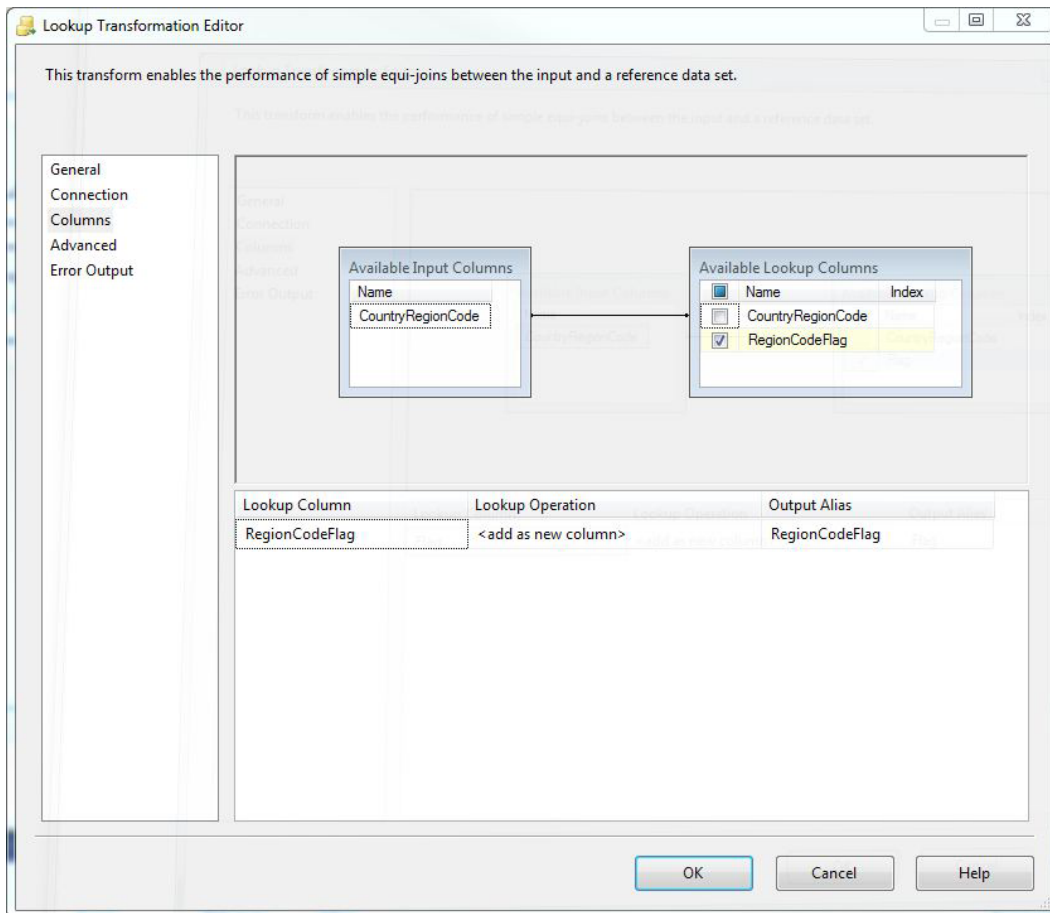 Lookup Transformation Editor
This transform enables the performance of simple equi-joins between the input and a reference data set.
General
Connection
Columns
Advanced
Error Output
Available Input Columns
Name
CountryRegionCode
Available Lookup Columns
Name Index
CountryRegionCode
RegionCodeFlag
Lookup Column Lookup Operation Output Alias
RegionCodeFlag <add as new column> RegionCodeFlag
OK Cancel Help